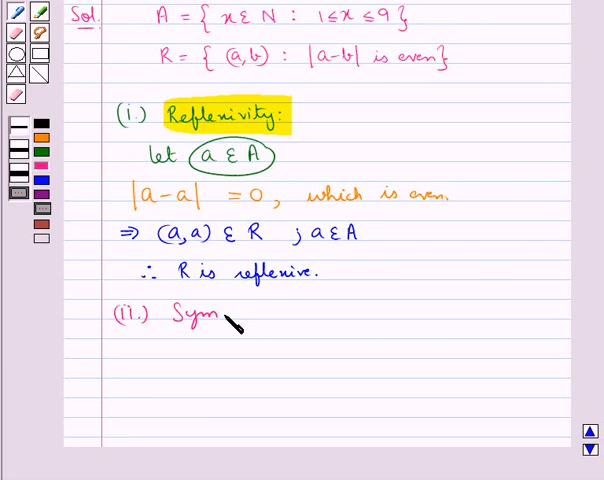 Sol. A = { x ε N : 1 ≤ x ≤ 9 }
R = { (a,b) : |a-b| is even }
(i.) Reflexivity:
let a ε A
|a-a| = 0, which is even.
⇒ (a,a) ε R ; a ε A
∴ R is reflexive.
(ii.) Sym